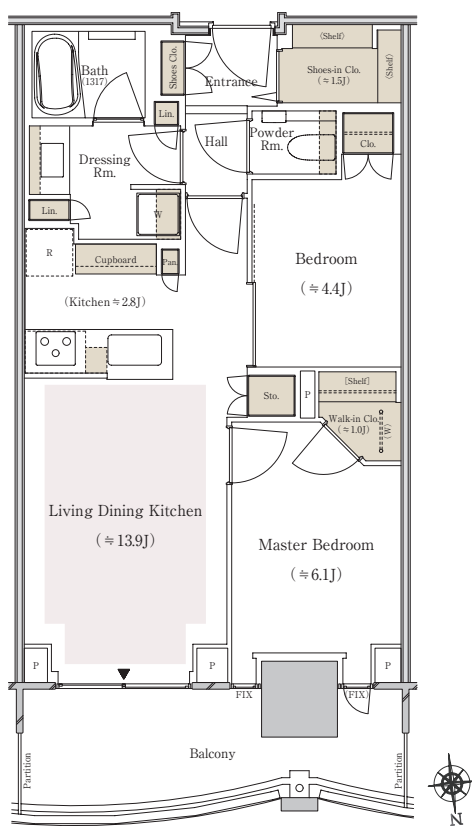 (Shelf)
Bath
(1317)
Shoes Clo.
Entrance
Shoes-in Clo.
(≒1.5J)
(Shelf)
Lin.
Dressing
Rm.
Hall
Powder
Rm.
Clo.
Lin.
W
R
Cupboard
Pan.
Bedroom
(≒4.4J)
(Kitchen≒2.8J)
Sto.
P
[Shelf]
Walk-in Clo.
(≒1.0J)
(W)
Living Dining Kitchen
(≒13.9J)
Master Bedroom
(≒6.1J)
P
P
P
FIX
FIX)
Partition
Balcony
Partition
N